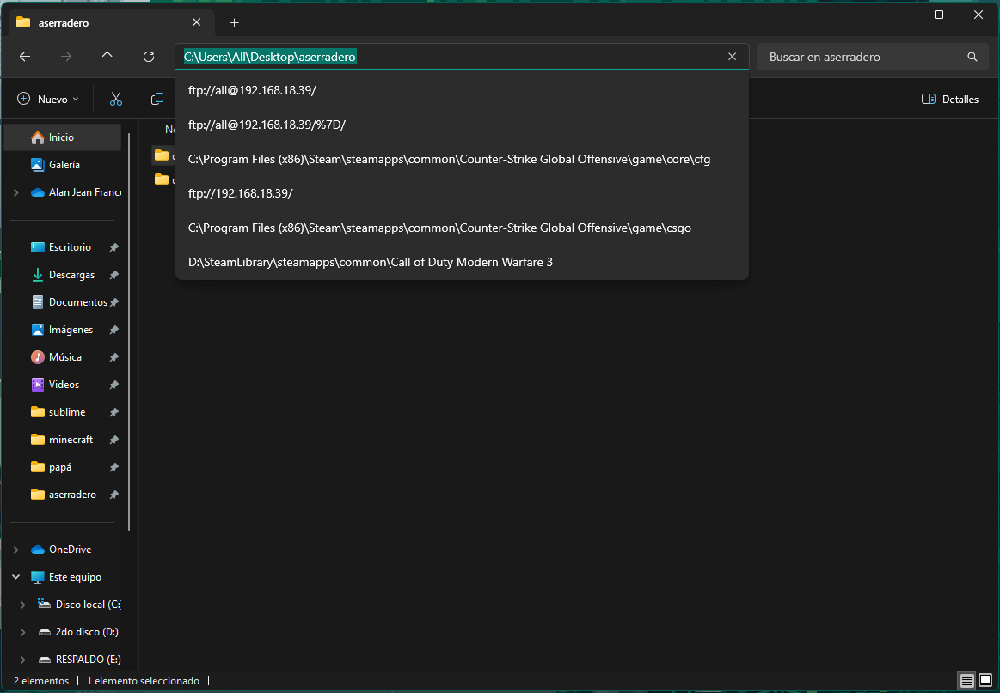 aserradero
C:\Users\All\Desktop\aserradero
Buscar en aserradero
ftp://all@192.168.18.39/
ftp://all@192.168.18.39/%7D/
C:\Program Files (x86)\Steam\steamapps\common\Counter-Strike Global Offensive\game\core\cfg
ftp://192.168.18.39/
C:\Program Files (x86)\Steam\steamapps\common\Counter-Strike Global Offensive\game\csgo
D:\SteamLibrary\steamapps\common\Call of Duty Modern Warfare 3
Nuevo
Detalles
Inicio
Galería
Alan Jean Franc
Escritorio
Descargas
Documentos
Imágenes
Música
Videos
sublime
minecraft
papá
aserradero
OneDrive
Este equipo
Disco local (C:)
2do disco (D:)
RESPALDO (E:)
2 elementos
1 elemento seleccionado